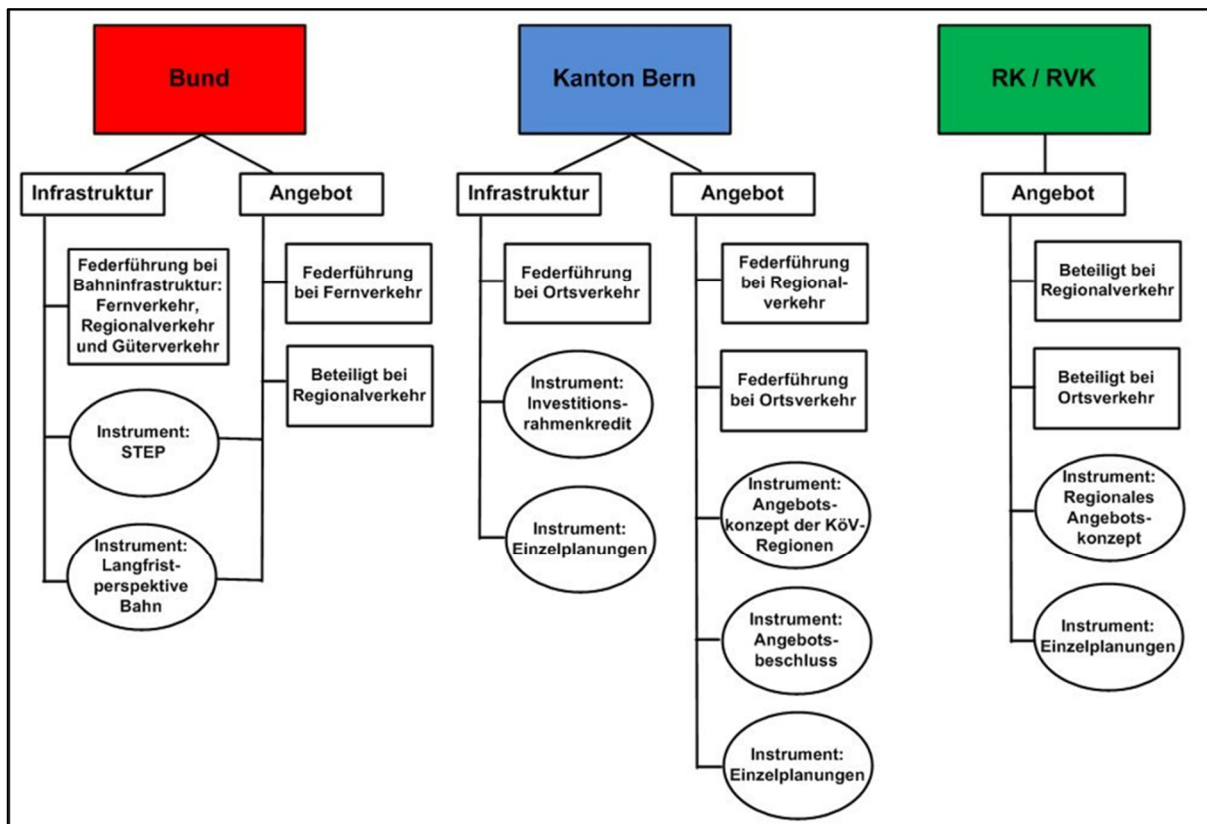 Bund
Kanton Bern
RK / RVK
Infrastruktur
Angebot
Infrastruktur
Angebot
Angebot
Federführung bei
Bahninfrastruktur:
Fernverkehr,
Regionalverkehr
und Güterverkehr
Instrument:
STEP
Instrument:
Langfrist-
perspektive
Bahn
Federführung
bei Fernverkehr
Beteiligt bei
Regionalverkehr
Federführung
bei Ortsverkehr
Instrument:
Investitions-
rahmenkredit
Instrument:
Einzelplanungen
Federführung
bei Regional-
verkehr
Federführung
bei Ortsverkehr
Instrument:
Angebots-
konzept der KöV-
Regionen
Instrument:
Angebots-
beschluss
Instrument:
Einzelplanungen
Beteiligt bei
Regionalverkehr
Beteiligt bei
Ortsverkehr
Instrument:
Regionales
Angebots-
konzept
Instrument:
Einzelplanungen